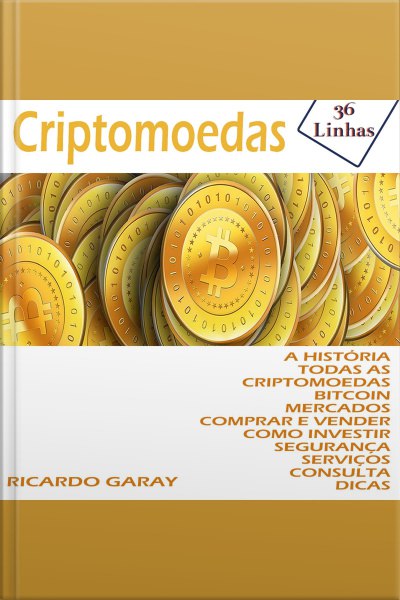 Criptomoedas
36
Linhas
A HISTÓRIA
TODAS AS
CRIPTOMOEDAS
BITCOIN
MERCADOS
COMPRAR E VENDER
COMO INVESTIR
SEGURANÇA
SERVIÇOS
CONSULTA
DICAS
RICARDO GARAY